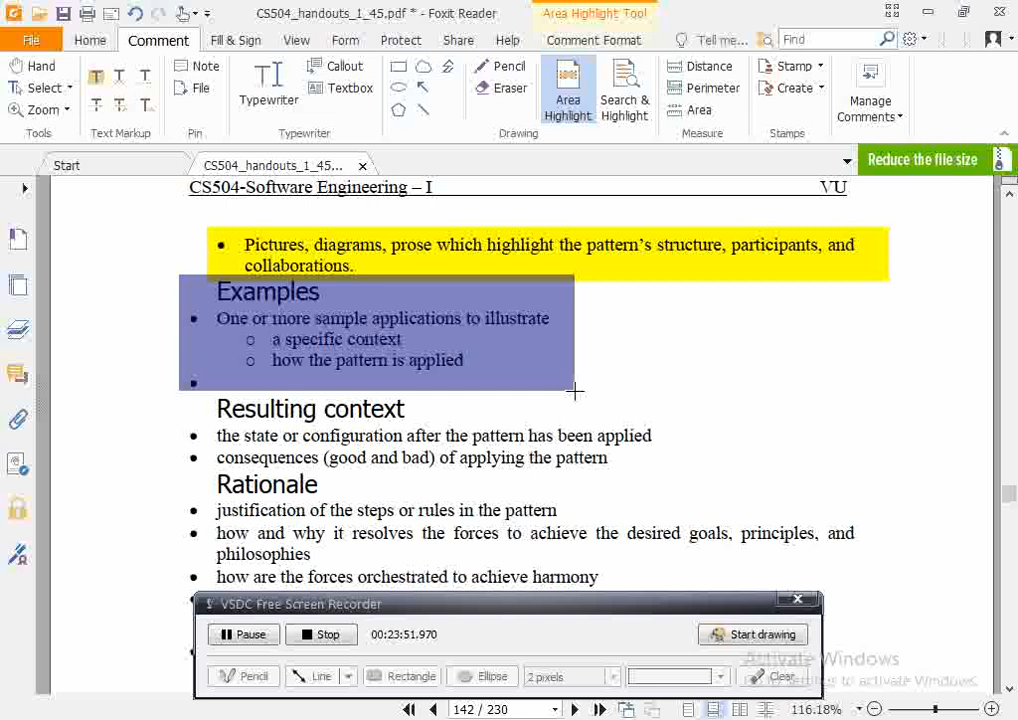 CS504_handouts_1_45.pdf * - Foxit Reader
Area Highlight Tool
File Home Comment Fill & Sign View Form Protect Share Help Comment Format Tell me... Find
Hand
Select
Zoom
Tools
T T T
T T T
Text Markup
Note
File
Pin
Typewriter
Callout
Textbox
Typewriter
Pencil
Eraser
Drawing
Area Highlight
Search & Highlight
Distance
Perimeter
Area
Measure
Stamp
Create
Stamps
Manage Comments
Start
CS504_handouts_1_45...
Reduce the file size
CS504-Software Engineering – I VU
• Pictures, diagrams, prose which highlight the pattern's structure, participants, and
collaborations.
Examples
• One or more sample applications to illustrate
o a specific context
o how the pattern is applied
•
Resulting context
• the state or configuration after the pattern has been applied
• consequences (good and bad) of applying the pattern
Rationale
• justification of the steps or rules in the pattern
• how and why it resolves the forces to achieve the desired goals, principles, and
philosophies
• how are the forces orchestrated to achieve harmony
VSDC Free Screen Recorder
Pause Stop 00:23:51.970 Start drawing
Pencil Line Rectangle Ellipse 2 pixels Clear
Activate Windows
to activate Windows.
142 / 230
116.18%